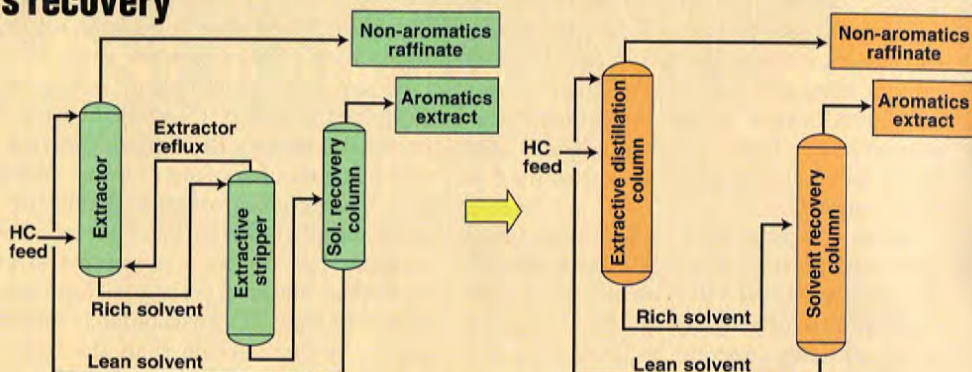 s recovery
Non-aromatics
raffinate
Aromatics
extract
Extractor
reflux
Extractor
HC
feed
Extractive
stripper
Sol. recovery
column
Rich solvent
Lean solvent
Non-aromatics
raffinate
Aromatics
extract
HC
feed
Extractive distillation
column
Solvent recovery
column
Rich solvent
Lean solvent